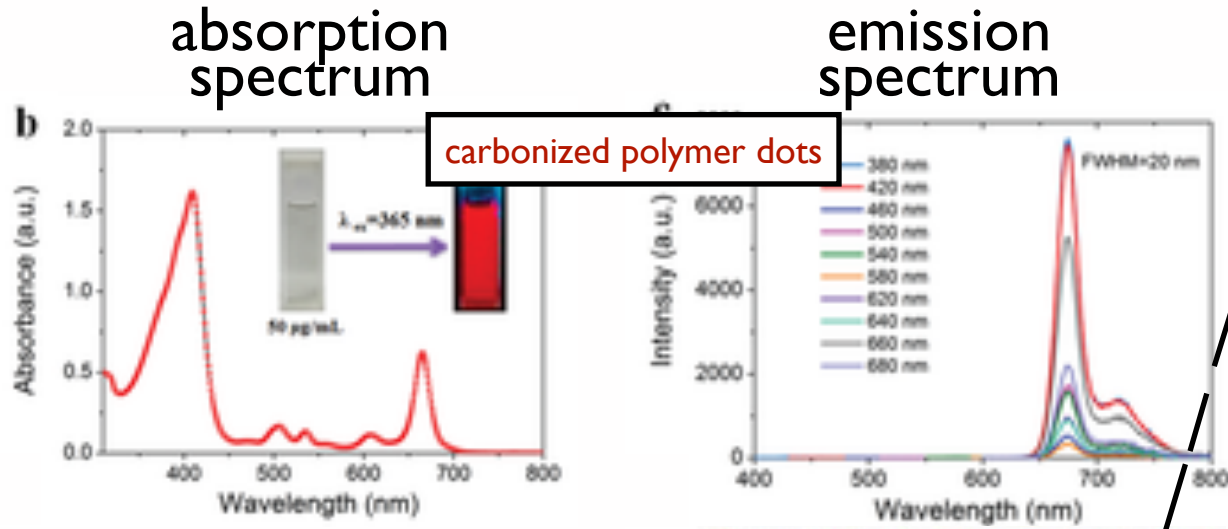 absorption
spectrum
emission
spectrum
carbonized polymer dots
b
2.0
1.5
1.0
0.5
0.0
Absorbance (a.u.)
400
500
600
700
800
Wavelength (nm)
λex=365 nm
50 μg/mL
6000
4000
2000
0
Intensity (a.u.)
400
500
600
700
800
Wavelength (nm)
380 nm
420 nm
460 nm
500 nm
540 nm
580 nm
620 nm
640 nm
660 nm
680 nm
FWHM=20 nm